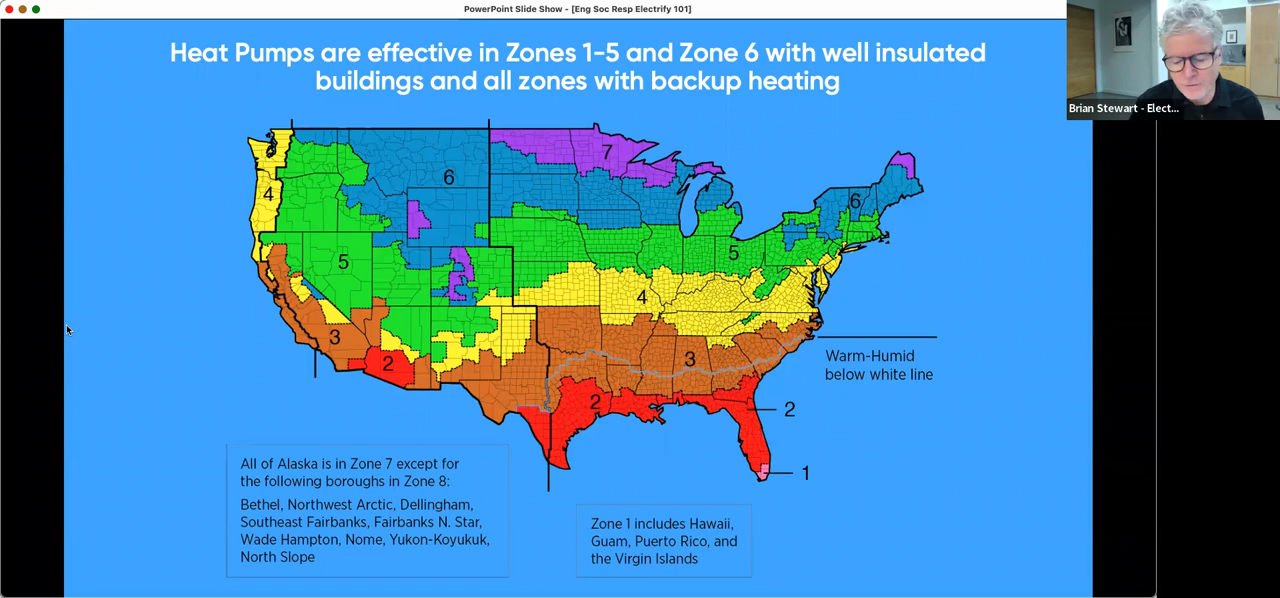 PowerPoint Slide Show - [Eng Soc Resp Electrify 101]
Brian Stewart - Elect...
Heat Pumps are effective in Zones 1-5 and Zone 6 with well insulated
buildings and all zones with backup heating
7
6
4
6
5
5
4
3
3
2
2
Warm-Humid
below white line
2
1
All of Alaska is in Zone 7 except for
the following boroughs in Zone 8:
Bethel, Northwest Arctic, Dellingham,
Southeast Fairbanks, Fairbanks N. Star,
Wade Hampton, Nome, Yukon-Koyukuk,
North Slope
Zone 1 includes Hawaii,
Guam, Puerto Rico, and
the Virgin Islands